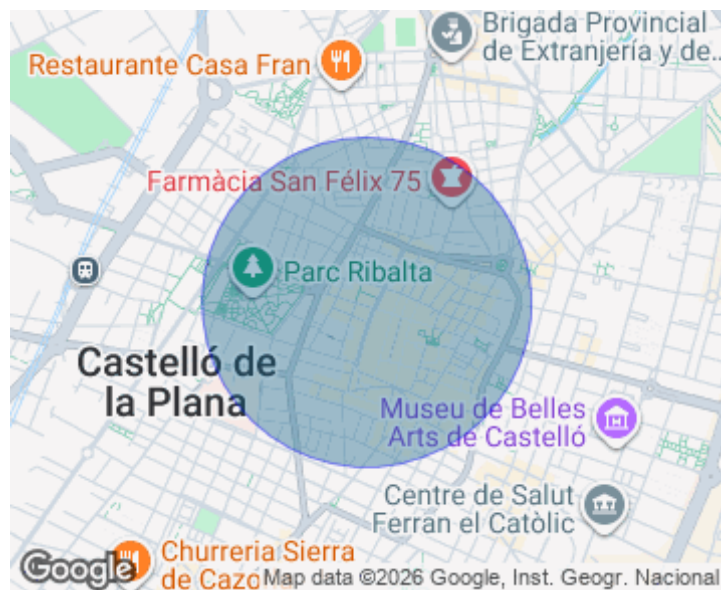 Brigada Provincial
de Extranjería y de...
Restaurante Casa Fran
Farmàcia San Félix 75
Parc Ribalta
Castelló de
la Plana
Museu de Belles
Arts de Castelló
Centre de Salut
Ferran el Catòlic
Churreria Sierra
de Cazo
Google
Map data ©2026 Google, Inst. Geogr. Nacional